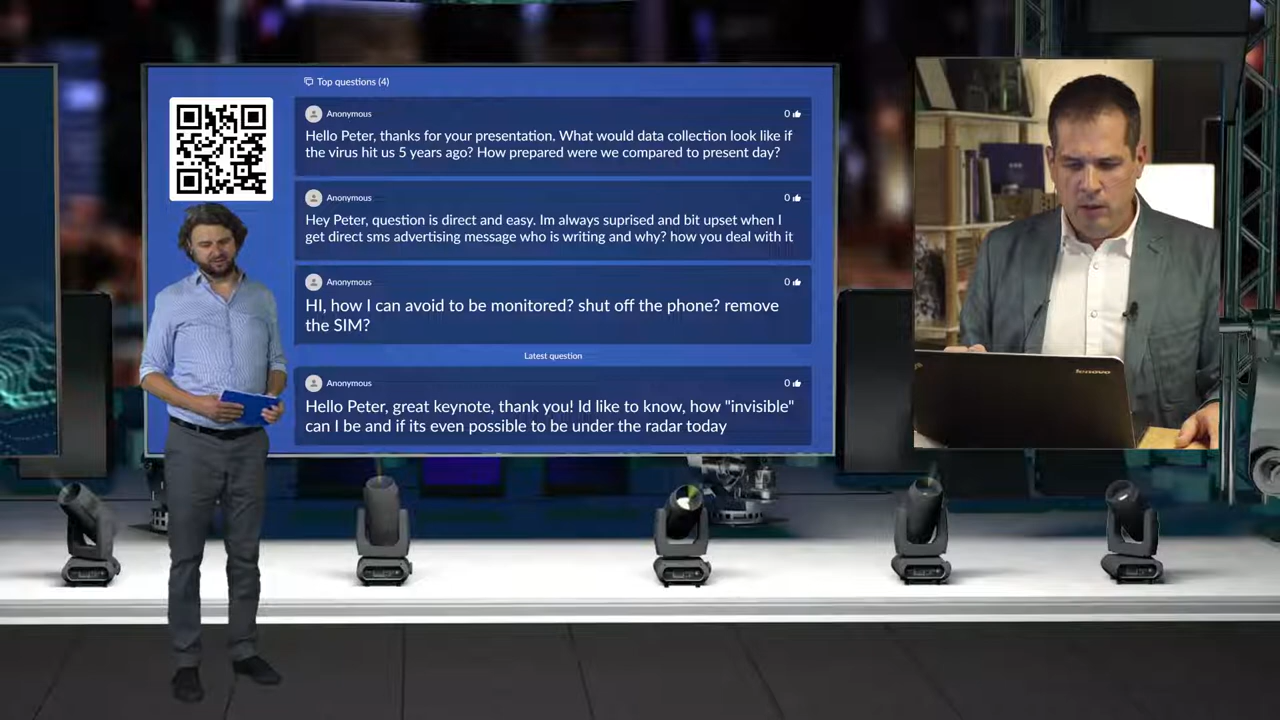 Top questions (4)
Anonymous
0
Hello Peter, thanks for your presentation. What would data collection look like if
the virus hit us 5 years ago? How prepared were we compared to present day?
Anonymous
0
Hey Peter, question is direct and easy. Im always suprised and bit upset when I
get direct sms advertising message who is writing and why? how you deal with it
Anonymous
0
HI, how I can avoid to be monitored? shut off the phone? remove
the SIM?
Latest question
Anonymous
0
Hello Peter, great keynote, thank you! Id like to know, how "invisible"
can I be and if its even possible to be under the radar today
lenovo